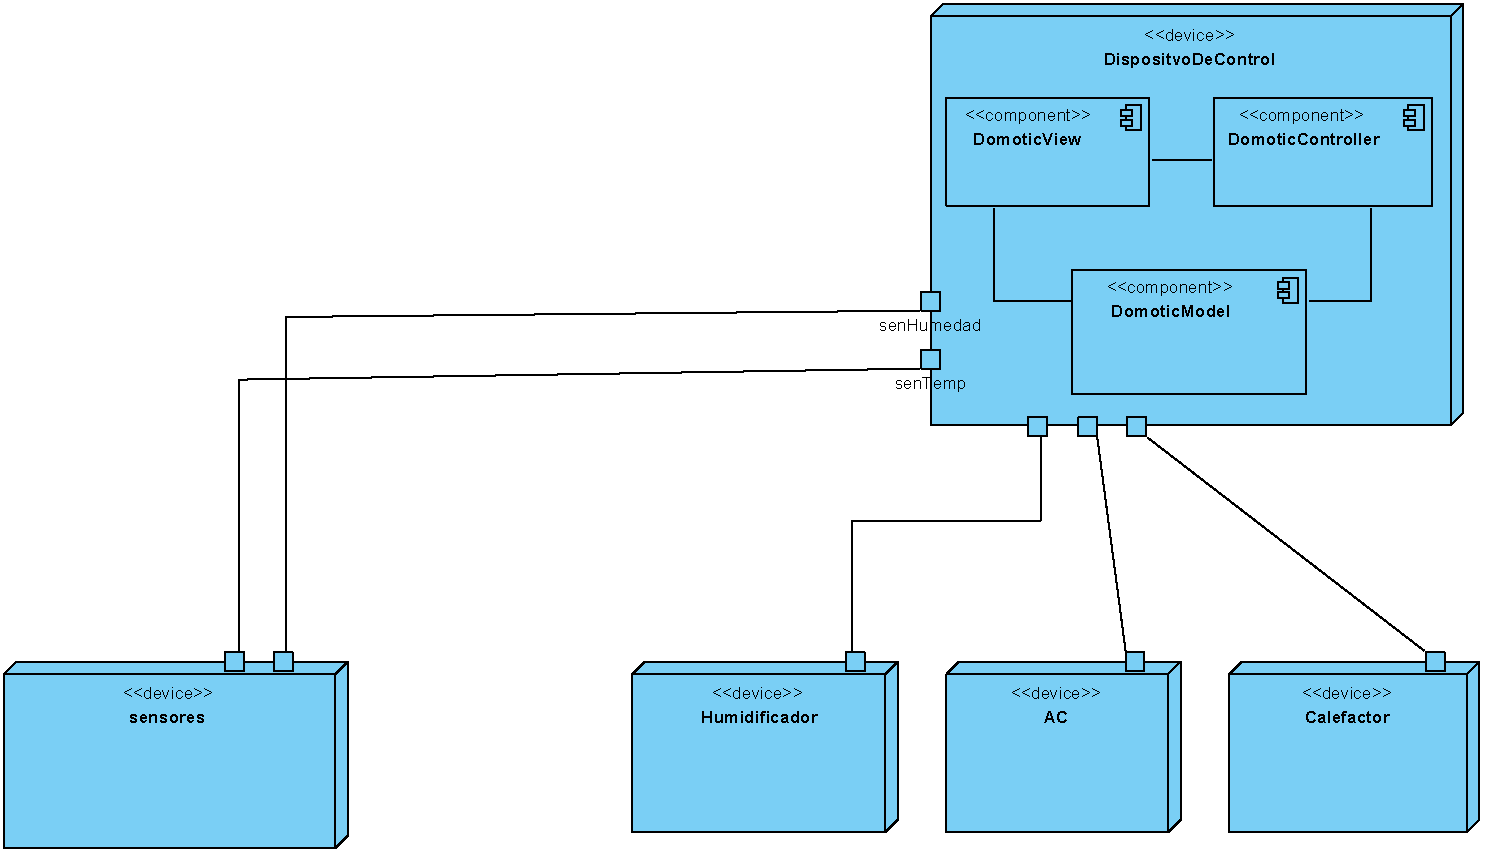 <<device>>
DispositvoDeControl
<<component>>
DomoticView
<<component>>
DomoticController
<<component>>
DomoticModel
senHumedad
senTemp
<<device>>
sensores
<<device>>
Humidificador
<<device>>
AC
<<device>>
Calefactor